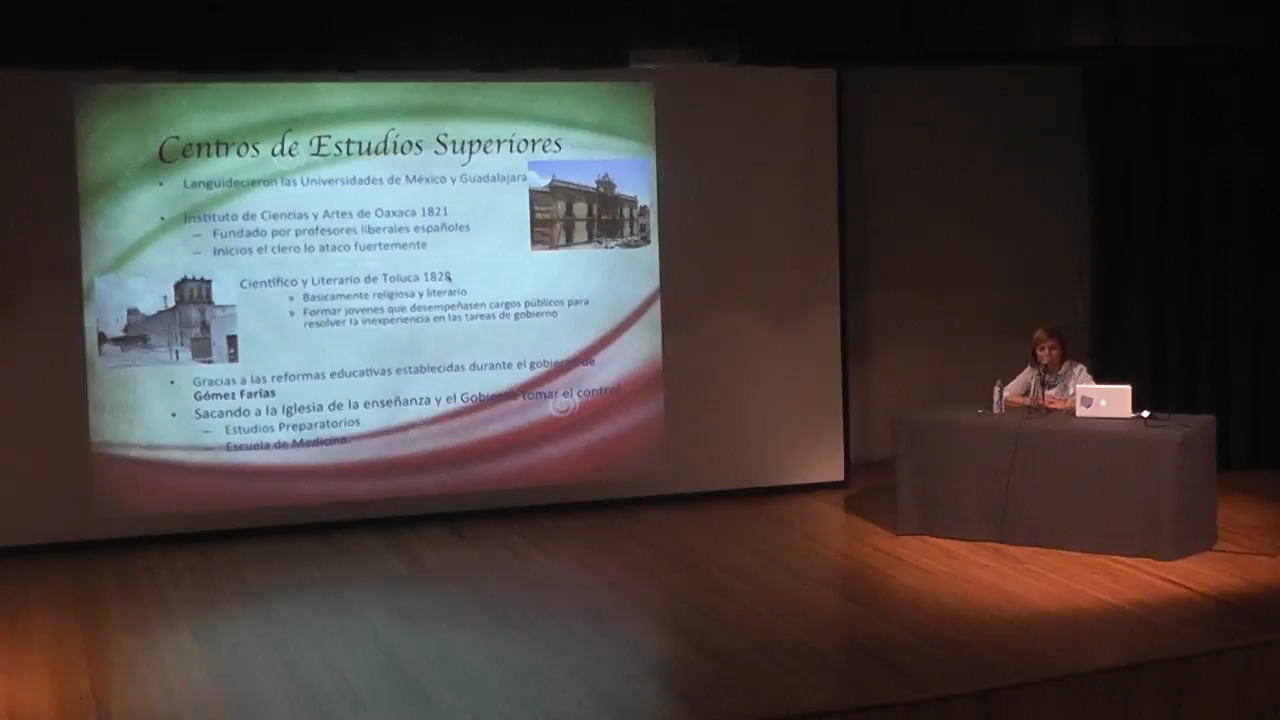 Centros de Estudios Superiores
• Languidecieron las Universidades de México y Guadalajara
• Instituto de Ciencias y Artes de Oaxaca 1821
– Fundado por profesores liberales españoles
– Inicios el clero lo ataco fuertemente
Científico y Literario de Toluca 1828
» Basicamente religiosa y literario
» Formar jovenes que desempeñasen cargos públicos para
resolver la inexperiencia en las tareas de gobierno
• Gracias a las reformas educativas establecidas durante el gobierno de
Gómez Farías
• Sacando a la Iglesia de la enseñanza y el Gobierno tomar el control
– Estudios Preparatorios
– Escuela de Medicina